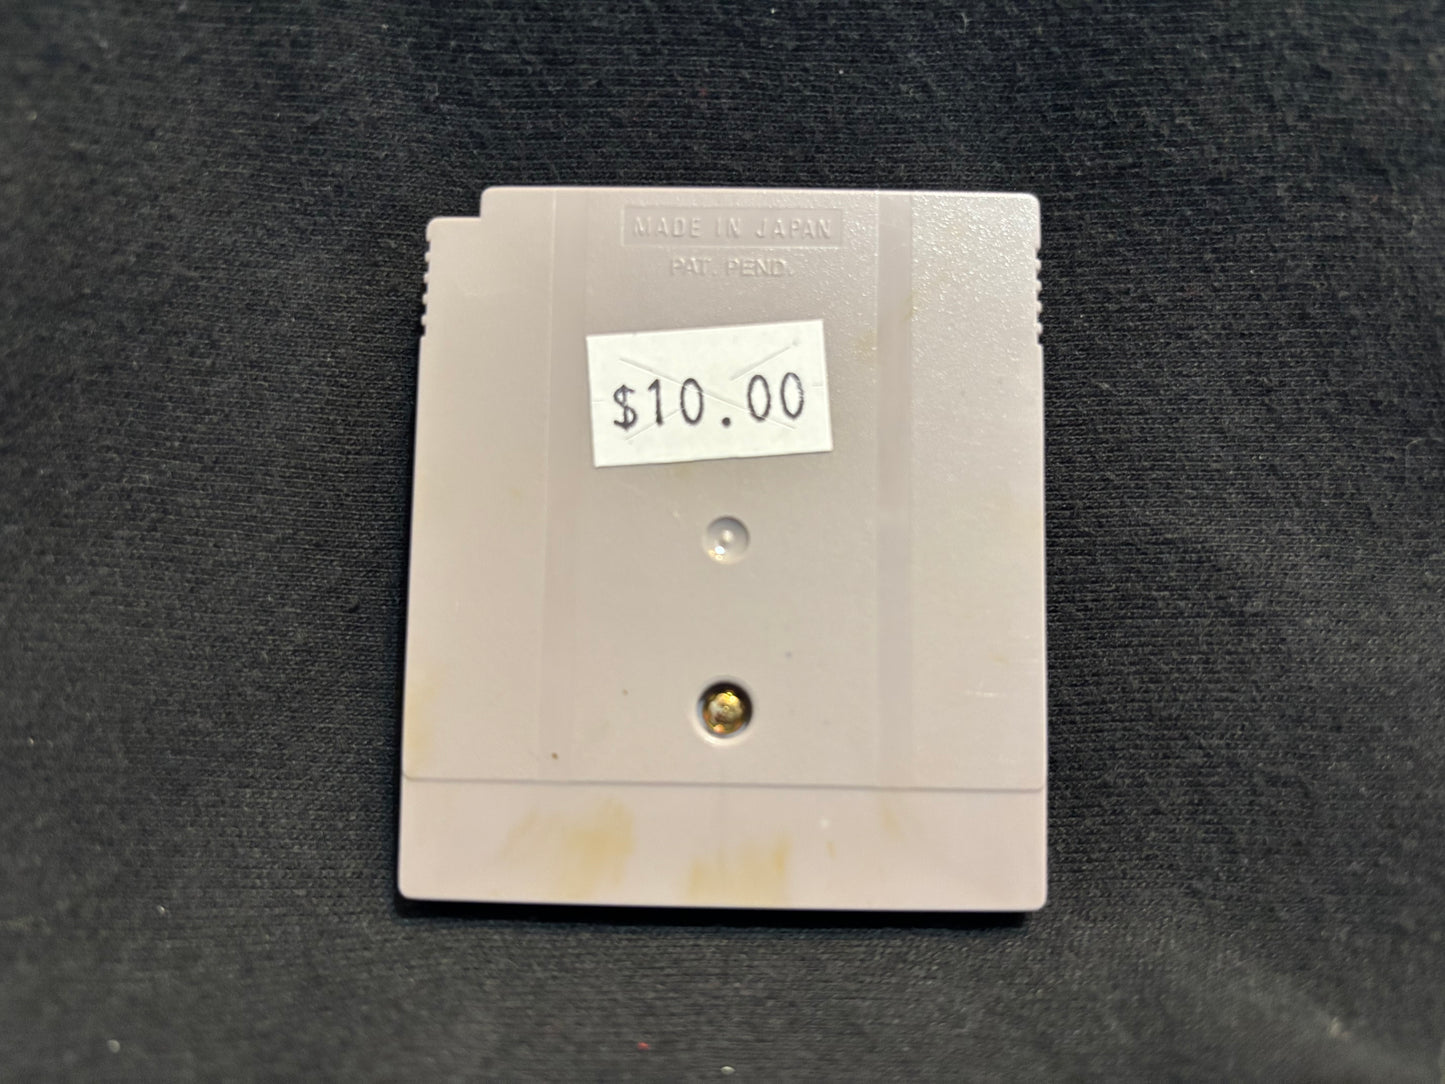 MADE IN JAPAN
PAT. PEND.
$10.00